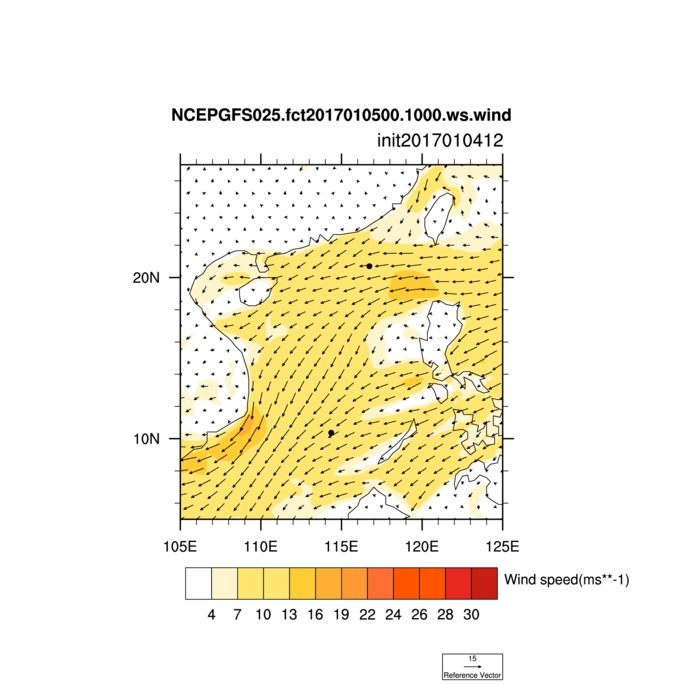 NCEPGFS025.fct2017010500.1000.ws.wind
init2017010412
20N
10N
105E 110E 115E 120E 125E
Wind speed(ms**-1)
4 7 10 13 16 19 22 24 26 28 30
15
Reference Vector